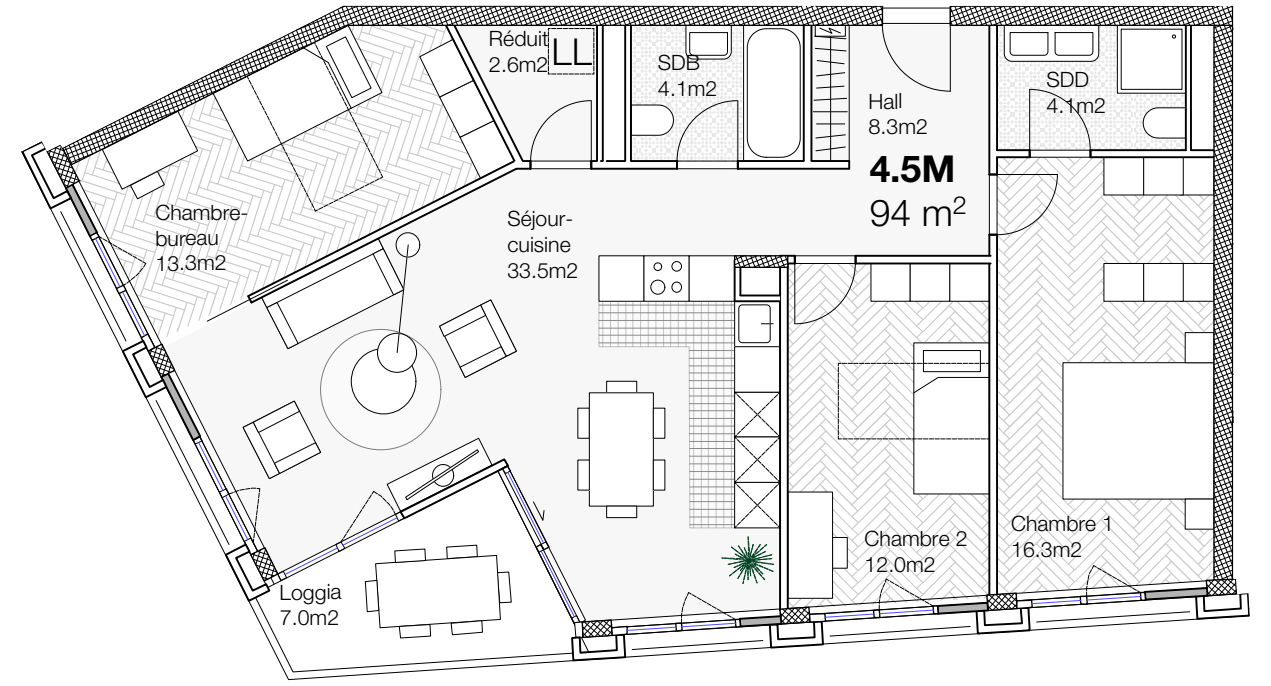 Réduit
2.6m2
LL
SDB
4.1m2
Hall
8.3m2
4.5M
94 m²
SDD
4.1m2
Chambre-
bureau
13.3m2
Séjour-
cuisine
33.5m2
Chambre 2
12.0m2
Chambre 1
16.3m2
Loggia
7.0m2